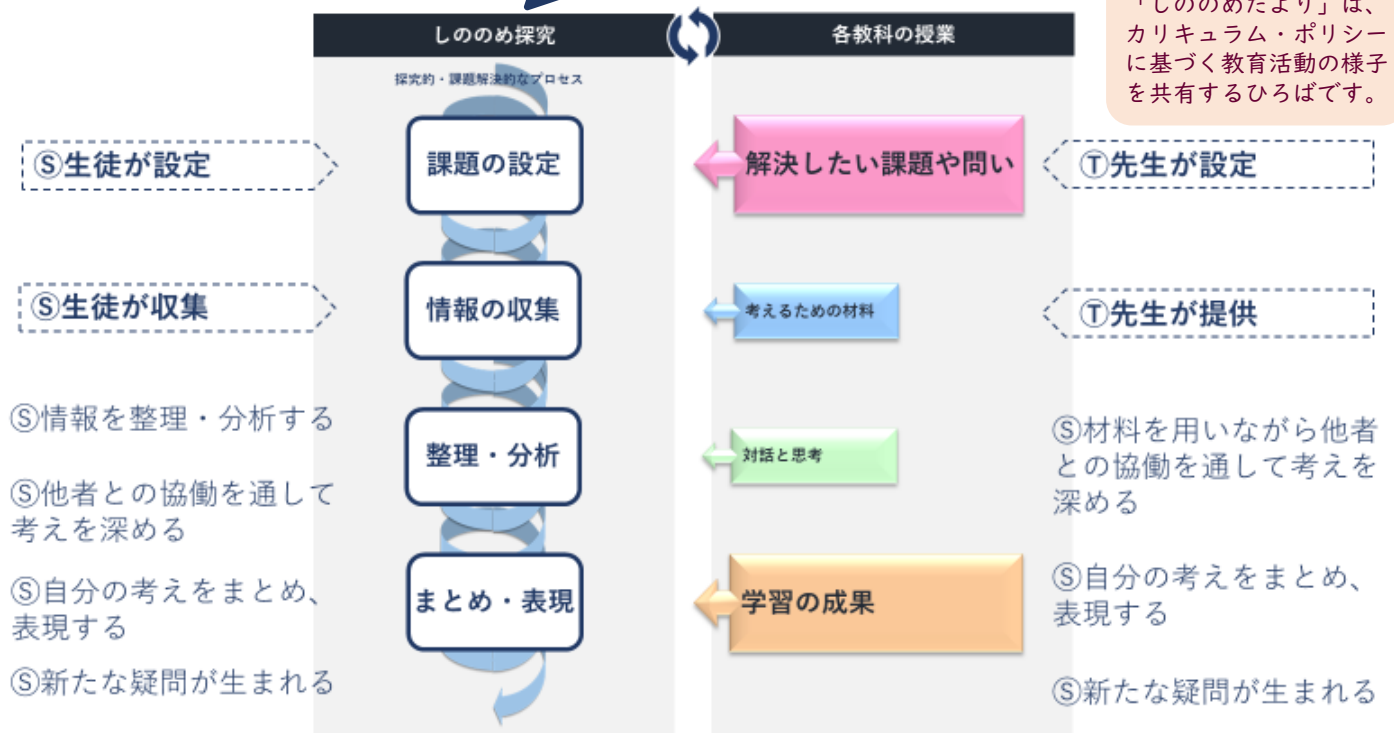 「しののめだより」は、
カリキュラム・ポリシー
に基づく教育活動の様子
を共有するひろばです。
しののめ探究
各教科の授業
探究的・課題解決的なプロセス
Ⓢ生徒が設定
課題の設定
解決したい課題や問い
Ⓣ先生が設定
Ⓢ生徒が収集
情報の収集
考えるための材料
Ⓣ先生が提供
Ⓢ情報を整理・分析する
Ⓢ他者との協働を通して
考えを深める
整理・分析
対話と思考
Ⓢ材料を用いながら他者
との協働を通して考えを
深める
Ⓢ自分の考えをまとめ、
表現する
まとめ・表現
学習の成果
Ⓢ自分の考えをまとめ、
表現する
Ⓢ新たな疑問が生まれる
Ⓢ新たな疑問が生まれる